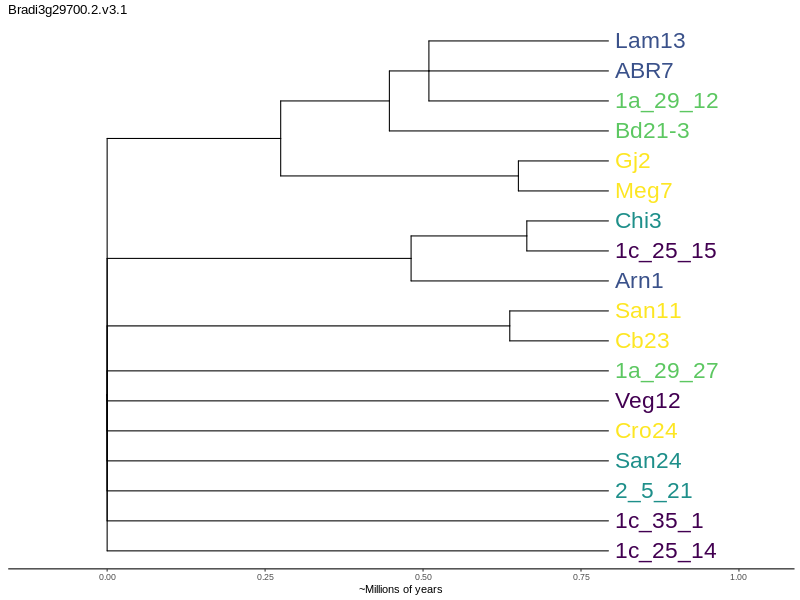 Bradi3g29700.2.v3.1
Lam13
ABR7
1a_29_12
Bd21-3
Gj2
Meg7
Chi3
1c_25_15
Arn1
San11
Cb23
1a_29_27
Veg12
Cro24
San24
2_5_21
1c_35_1
1c_25_14
0.00 0.25 0.50 0.75 1.00
~Millions of years